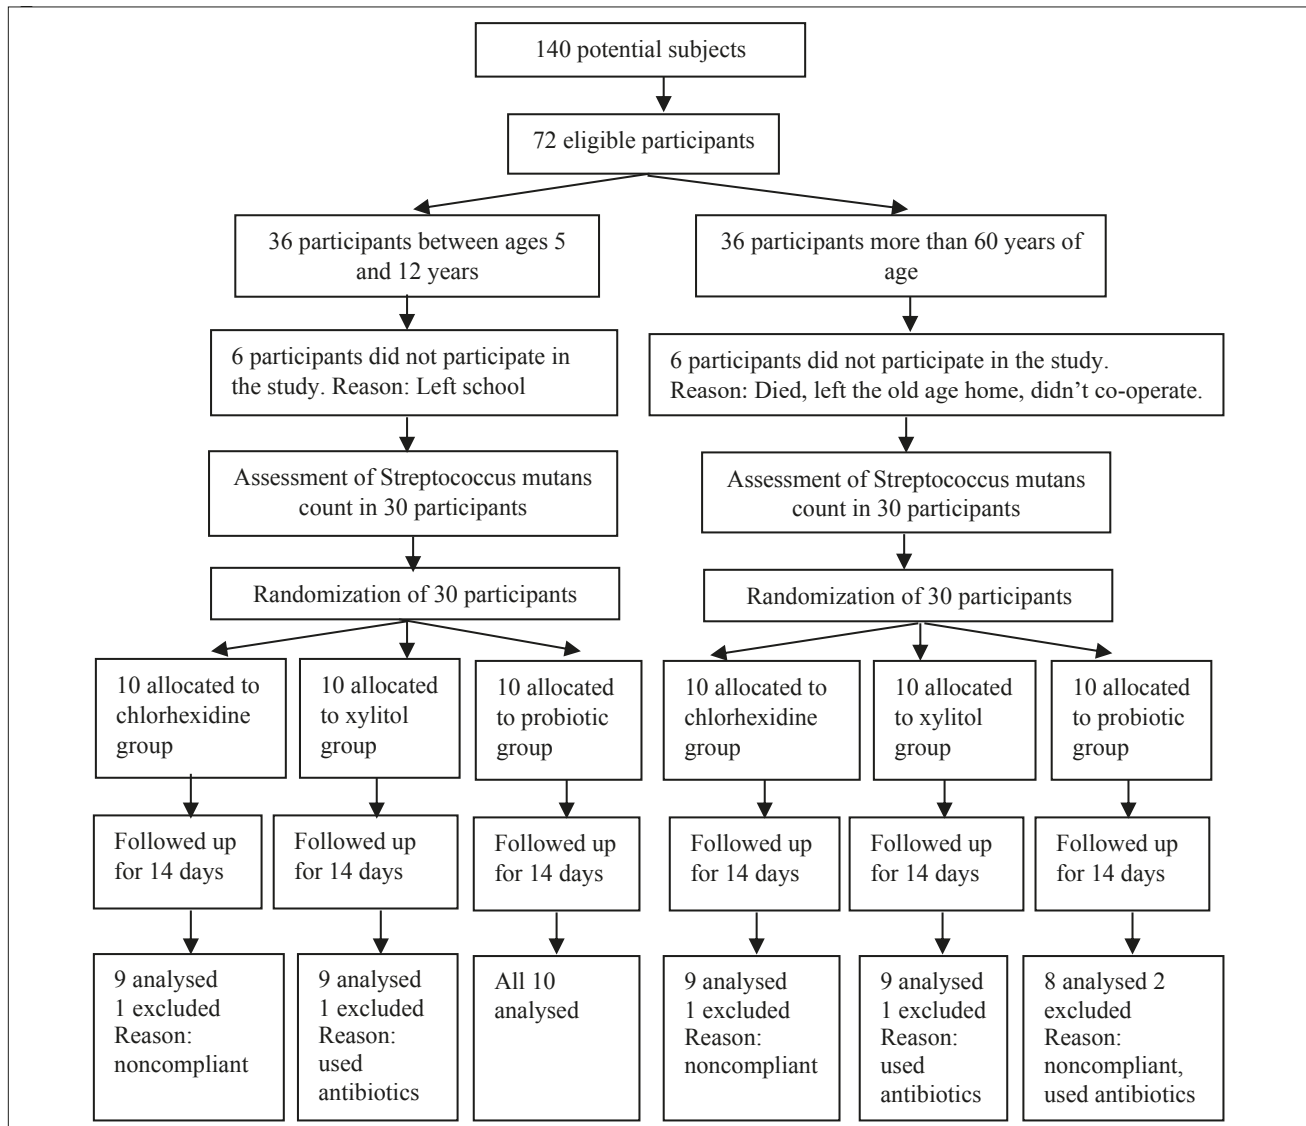 140 potential subjects
72 eligible participants
36 participants between ages 5
and 12 years
36 participants more than 60 years of
age
6 participants did not participate in
the study. Reason: Left school
6 participants did not participate in the study.
Reason: Died, left the old age home, didn’t co-operate.
Assessment of Streptococcus mutans
count in 30 participants
Assessment of Streptococcus mutans
count in 30 participants
Randomization of 30 participants
Randomization of 30 participants
10 allocated to
chlorhexidine
group
10 allocated
to xylitol
group
10 allocated
to probiotic
group
10 allocated to
chlorhexidine
group
10 allocated
to xylitol
group
10 allocated
to probiotic
group
Followed up
for 14 days
Followed up
for 14 days
Followed up
for 14 days
Followed up
for 14 days
Followed up
for 14 days
Followed up
for 14 days
9 analysed
1 excluded
Reason:
noncompliant
9 analysed
1 excluded
Reason:
used
antibiotics
All 10
analysed
9 analysed
1 excluded
Reason:
noncompliant
9 analysed
1 excluded
Reason:
used
antibiotics
8 analysed 2
excluded
Reason:
noncompliant,
used antibiotics